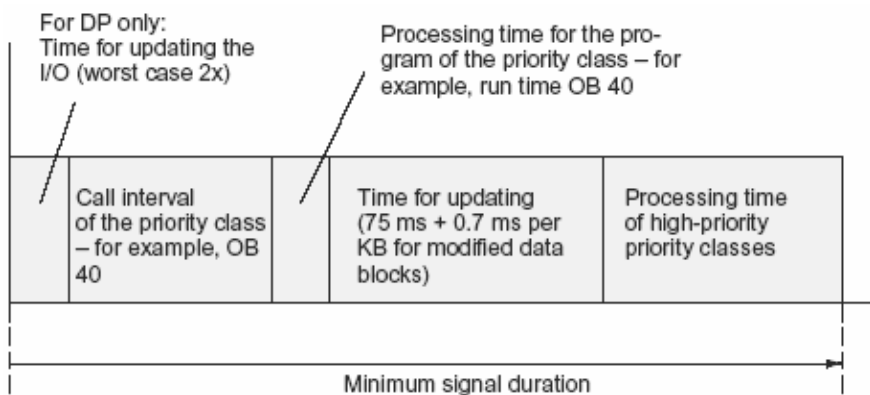 For DP only:
Time for updating the
I/O (worst case 2x)
Processing time for the pro-
gram of the priority class – for
example, run time OB 40
Call interval
of the priority class
– for example, OB
40
Time for updating
(75 ms + 0.7 ms per
KB for modified data
blocks)
Processing time
of high-priority
priority classes
Minimum signal duration